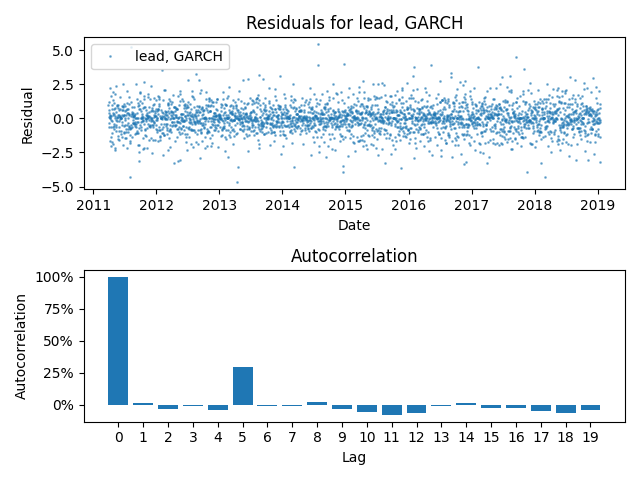 Residuals for lead, GARCH
lead, GARCH
5.0
2.5
0.0
−2.5
−5.0
Residual
2011 2012 2013 2014 2015 2016 2017 2018 2019
Date
Autocorrelation
100%
75%
50%
25%
0%
Autocorrelation
0 1 2 3 4 5 6 7 8 9 10 11 12 13 14 15 16 17 18 19
Lag